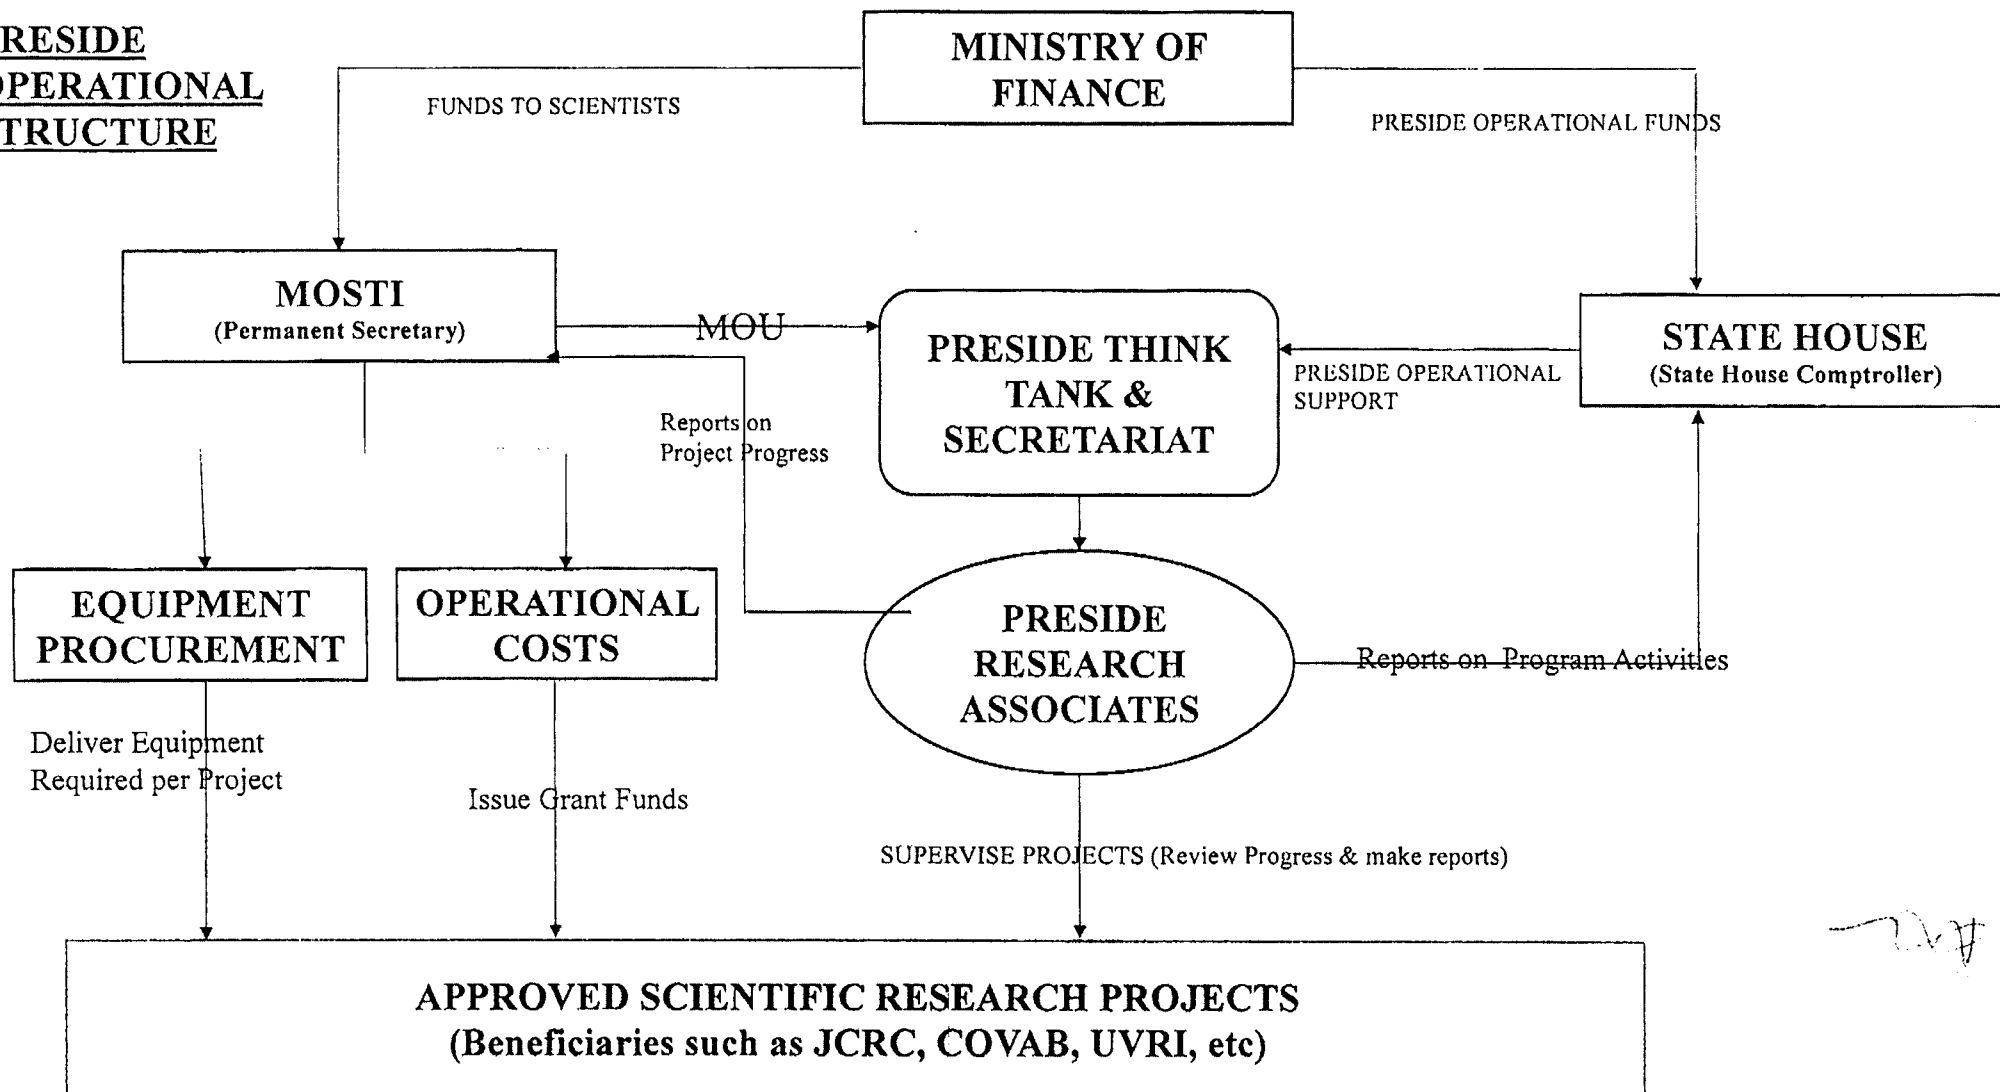 RESIDE
OPERATIONAL
TRUCTURE
MINISTRY OF
FINANCE
FUNDS TO SCIENTISTS
PRESIDE OPERATIONAL FUNDS
MOSTI
(Permanent Secretary)
MOU
PRESIDE THINK
TANK &
SECRETARIAT
PRESIDE OPERATIONAL
SUPPORT
STATE HOUSE
(State House Comptroller)
Reports on
Project Progress
EQUIPMENT
PROCUREMENT
OPERATIONAL
COSTS
PRESIDE
RESEARCH
ASSOCIATES
Reports on Program Activities
Deliver Equipment
Required per Project
Issue Grant Funds
SUPERVISE PROJECTS (Review Progress & make reports)
APPROVED SCIENTIFIC RESEARCH PROJECTS
(Beneficiaries such as JCRC, COVAB, UVRI, etc)